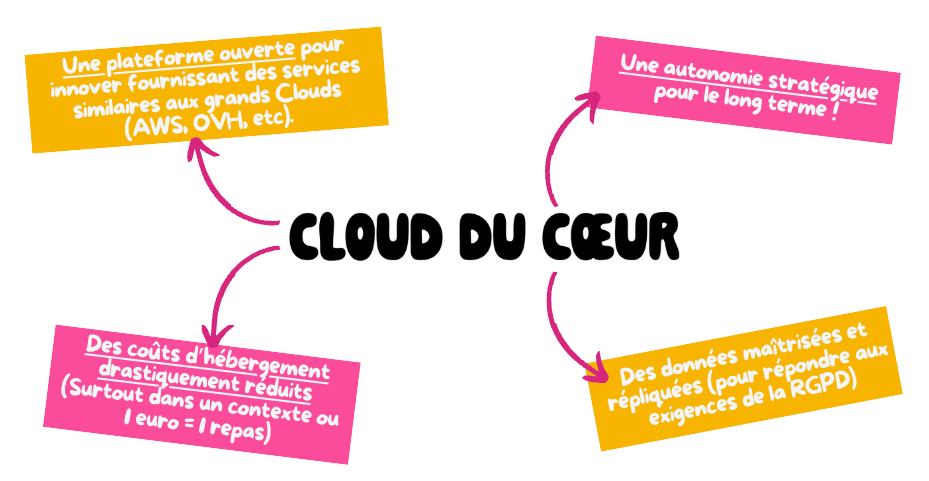 Une plateforme ouverte pour
innover fournissant des services
similaires aux grands Clouds
(AWS, OVH, etc).
Une autonomie stratégique
pour le long terme !
CLOUD DU CŒUR
Des coûts d'hébergement
drastiquement réduits
(Surtout dans un contexte ou
1 euro = 1 repas)
Des données maîtrisées et
répliquées (pour répondre aux
exigences de la RGPD)